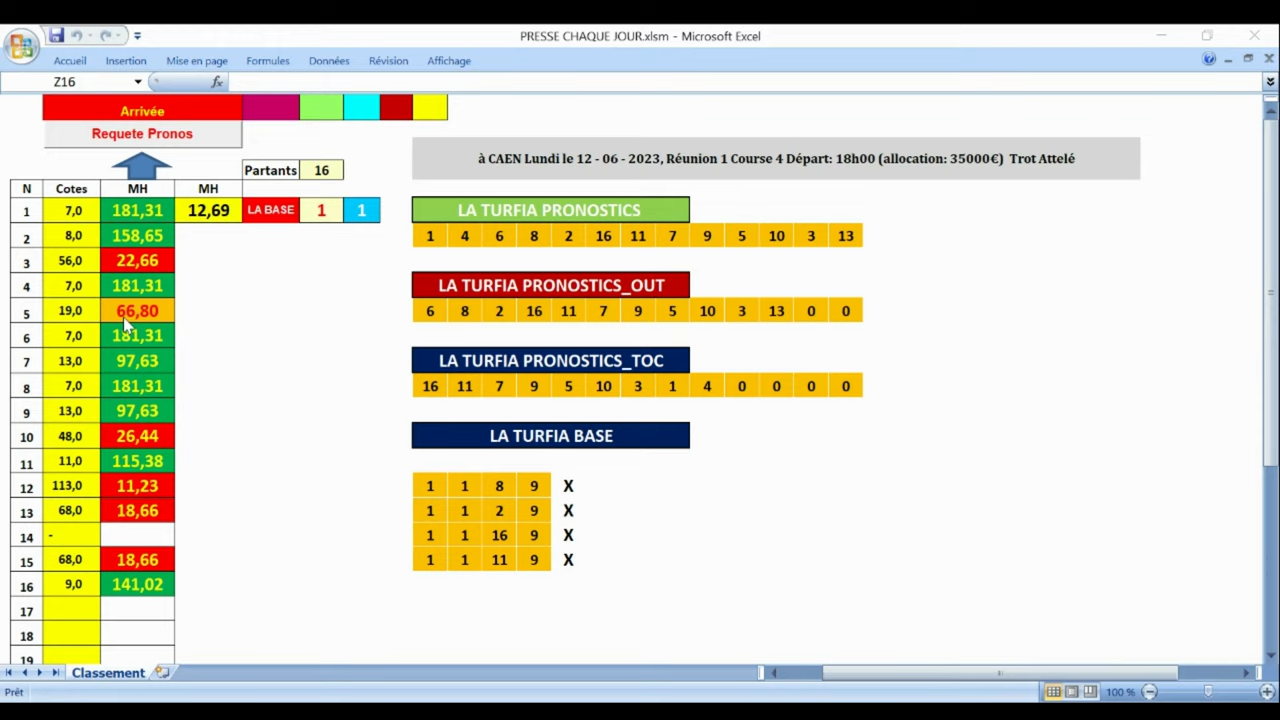 PRESSE CHAQUE JOUR.xlsm - Microsoft Excel
Accueil Insertion Mise en page Formules Données Révision Affichage
Z16 fx
Arrivée
Requete Pronos
à CAEN Lundi le 12 - 06 - 2023, Réunion 1 Course 4 Départ: 18h00 (allocation: 35000€) Trot Attelé
Partants 16
N Cotes MH MH
1 7,0 181,31 12,69 LA BASE 1 1
LA TURFIA PRONOSTICS
2 8,0 158,65
1 4 6 8 2 16 11 7 9 5 10 3 13
3 56,0 22,66
4 7,0 181,31
LA TURFIA PRONOSTICS_OUT
5 19,0 66,80
6 8 2 16 11 7 9 5 10 3 13 0 0
6 7,0 181,31
7 13,0 97,63
LA TURFIA PRONOSTICS_TOC
8 7,0 181,31
16 11 7 9 5 10 3 1 4 0 0 0 0
9 13,0 97,63
10 48,0 26,44
LA TURFIA BASE
11 11,0 115,38
12 113,0 11,23
1 1 8 9 X
13 68,0 18,66
1 1 2 9 X
14 -
1 1 16 9 X
15 68,0 18,66
1 1 11 9 X
16 9,0 141,02
17
18
19
Classement
Prêt 100 %